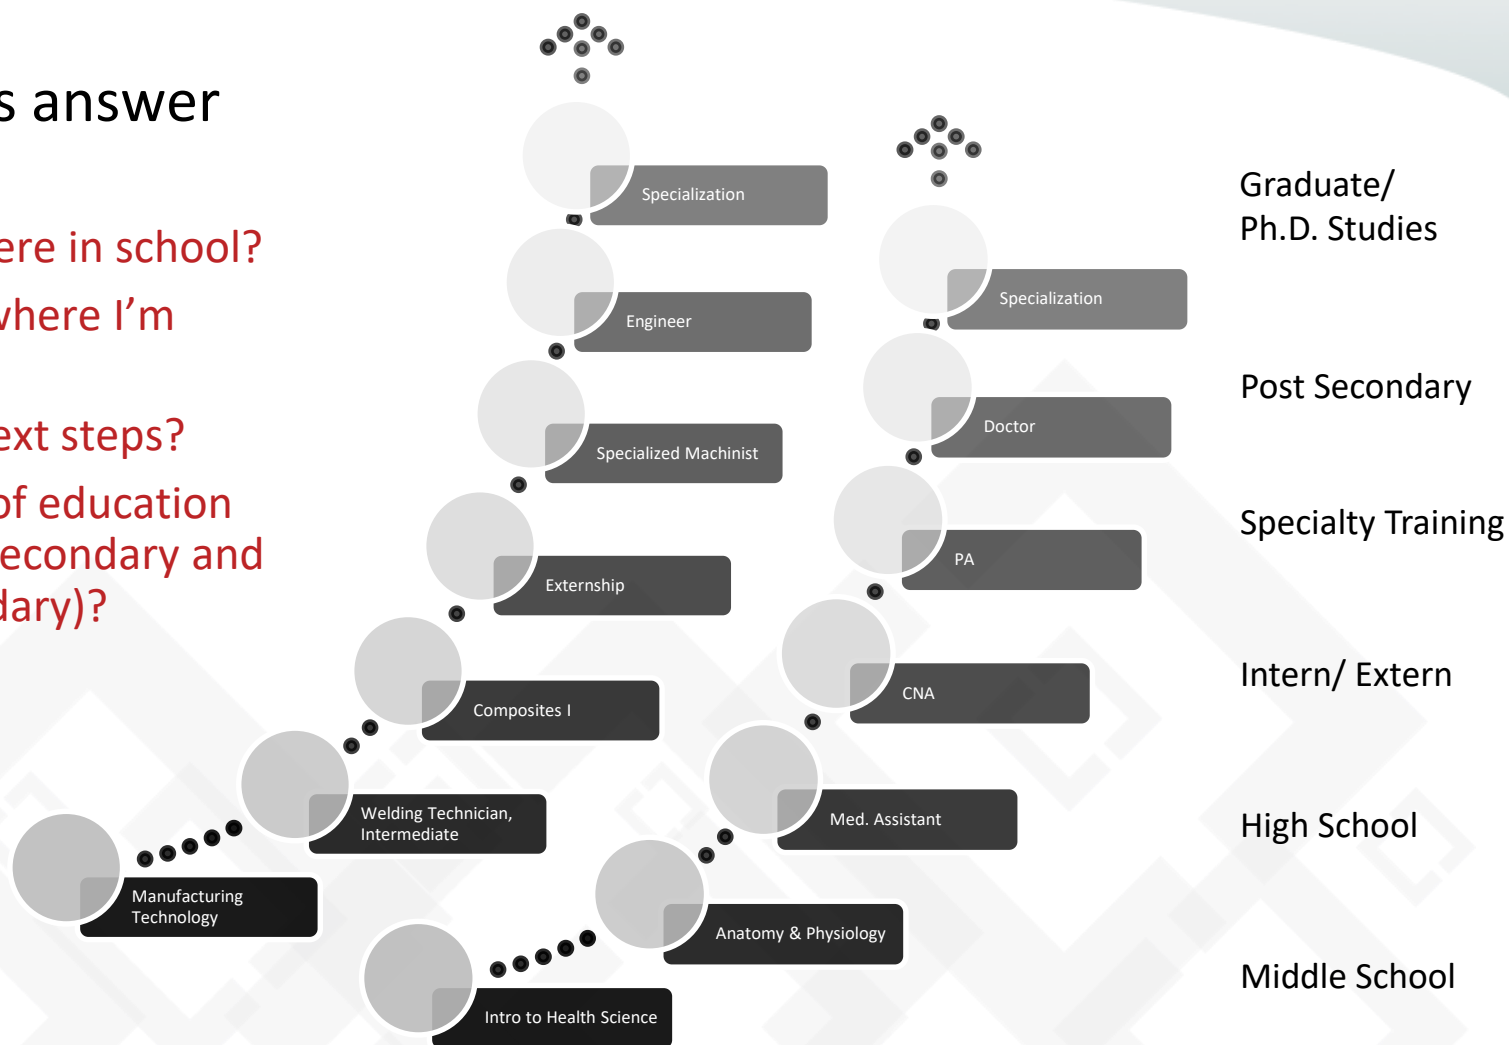 s answer
ere in school?
where I’m
ext steps?
of education
secondary and
dary)?
Specialization
Engineer
Specialized Machinist
Externship
Composites I
Welding Technician,
Intermediate
Manufacturing
Technology
Specialization
Doctor
PA
CNA
Med. Assistant
Anatomy & Physiology
Intro to Health Science
Graduate/
Ph.D. Studies
Post Secondary
Specialty Training
Intern/ Extern
High School
Middle School